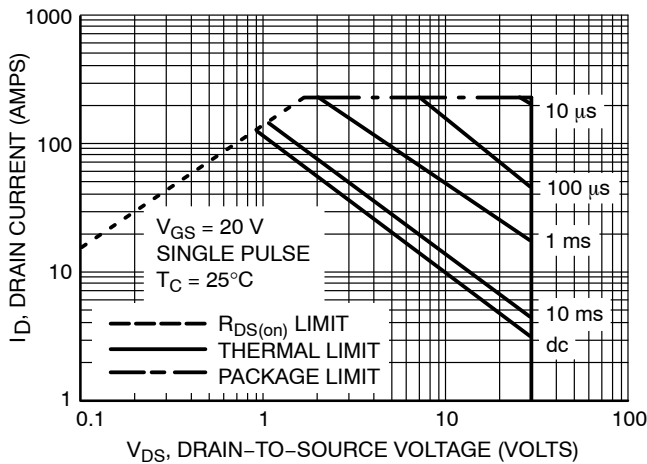 1000
100
10
1
I_D, DRAIN CURRENT (AMPS)
10 µs
100 µs
1 ms
10 ms
dc
V_GS = 20 V
SINGLE PULSE
T_C = 25°C
R_DS(on) LIMIT
THERMAL LIMIT
PACKAGE LIMIT
0.1
1
10
100
V_DS, DRAIN−TO−SOURCE VOLTAGE (VOLTS)